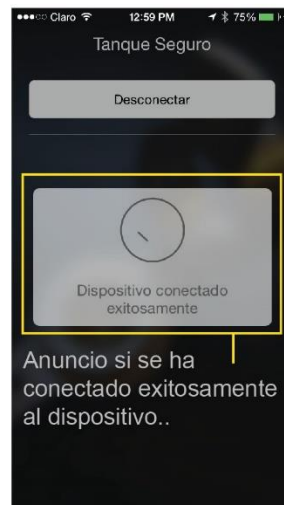 Claro 12:59 PM 75%
Tanque Seguro
Desconectar
Dispositivo conectado
exitosamente
Anuncio si se ha
conectado exitosamente
al dispositivo..